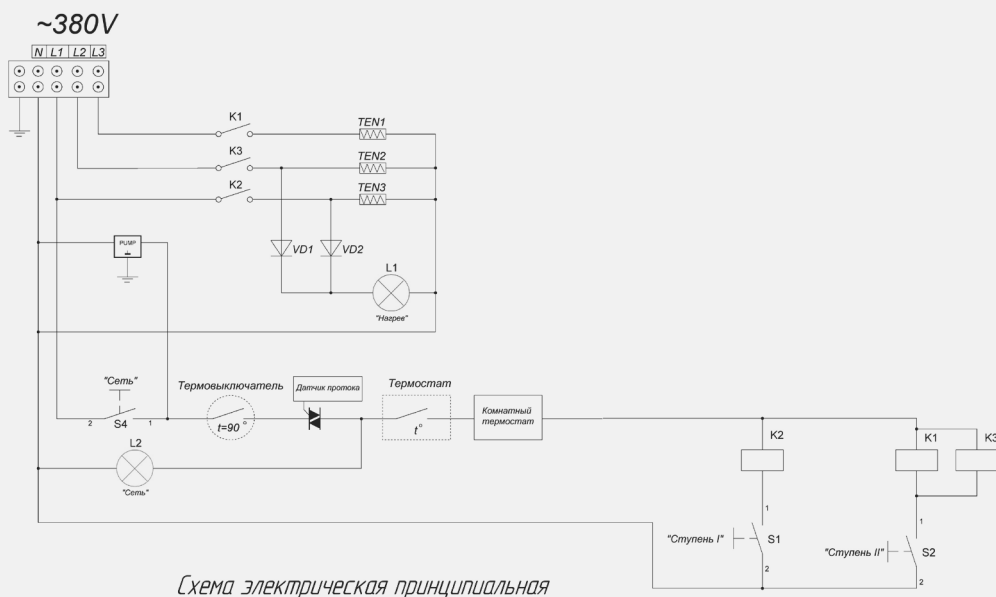 ~380V
N L1 L2 L3
K1
TEN1
K3
TEN2
K2
TEN3
PUMP
VD1
VD2
L1
"Нагрев"
"Сеть"
Термовыключатель
Датчик протока
Термостат
2
S4
1
t=90°
t°
Комнатный
термостат
L2
"Сеть"
K2
K1
K3
1
"Ступень I"
S1
2
1
"Ступень II"
S2
2
Схема электрическая принципиальная